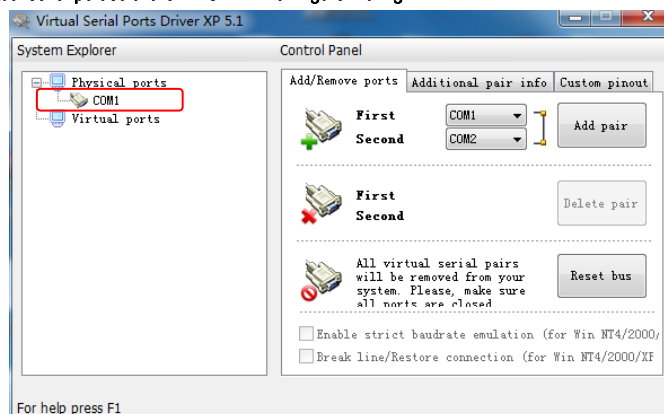 Virtual Serial Ports Driver XP 5.1
System Explorer
Control Panel
Physical ports
COM1
Virtual ports
Add/Remove ports
Additional pair info
Custom pinout
First
COM1
Second
COM2
Add pair
First
Second
Delete pair
All virtual serial pairs
will be removed from your
system. Please, make sure
all ports are closed
Reset bus
Enable strict baudrate emulation (for Win NT4/2000/
Break line/Restore connection (for Win NT4/2000/XF
For help press F1